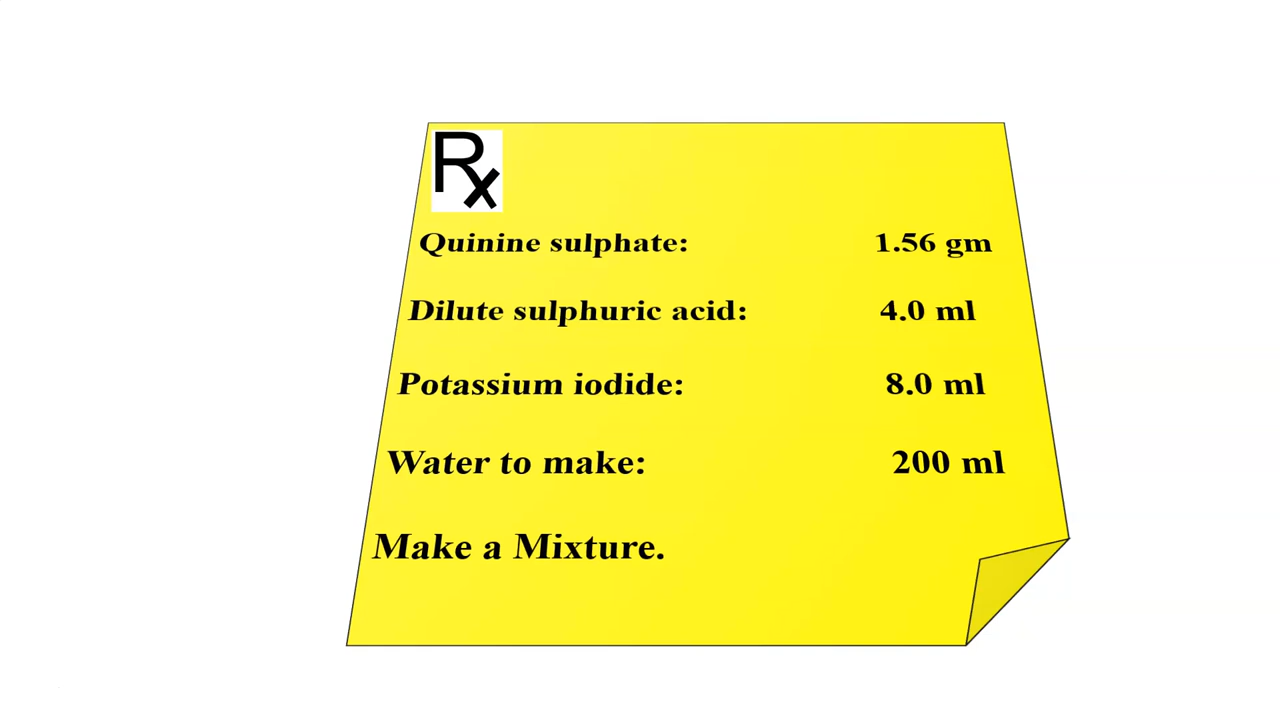 Rx
Quinine sulphate: 1.56 gm
Dilute sulphuric acid: 4.0 ml
Potassium iodide: 8.0 ml
Water to make: 200 ml
Make a Mixture.